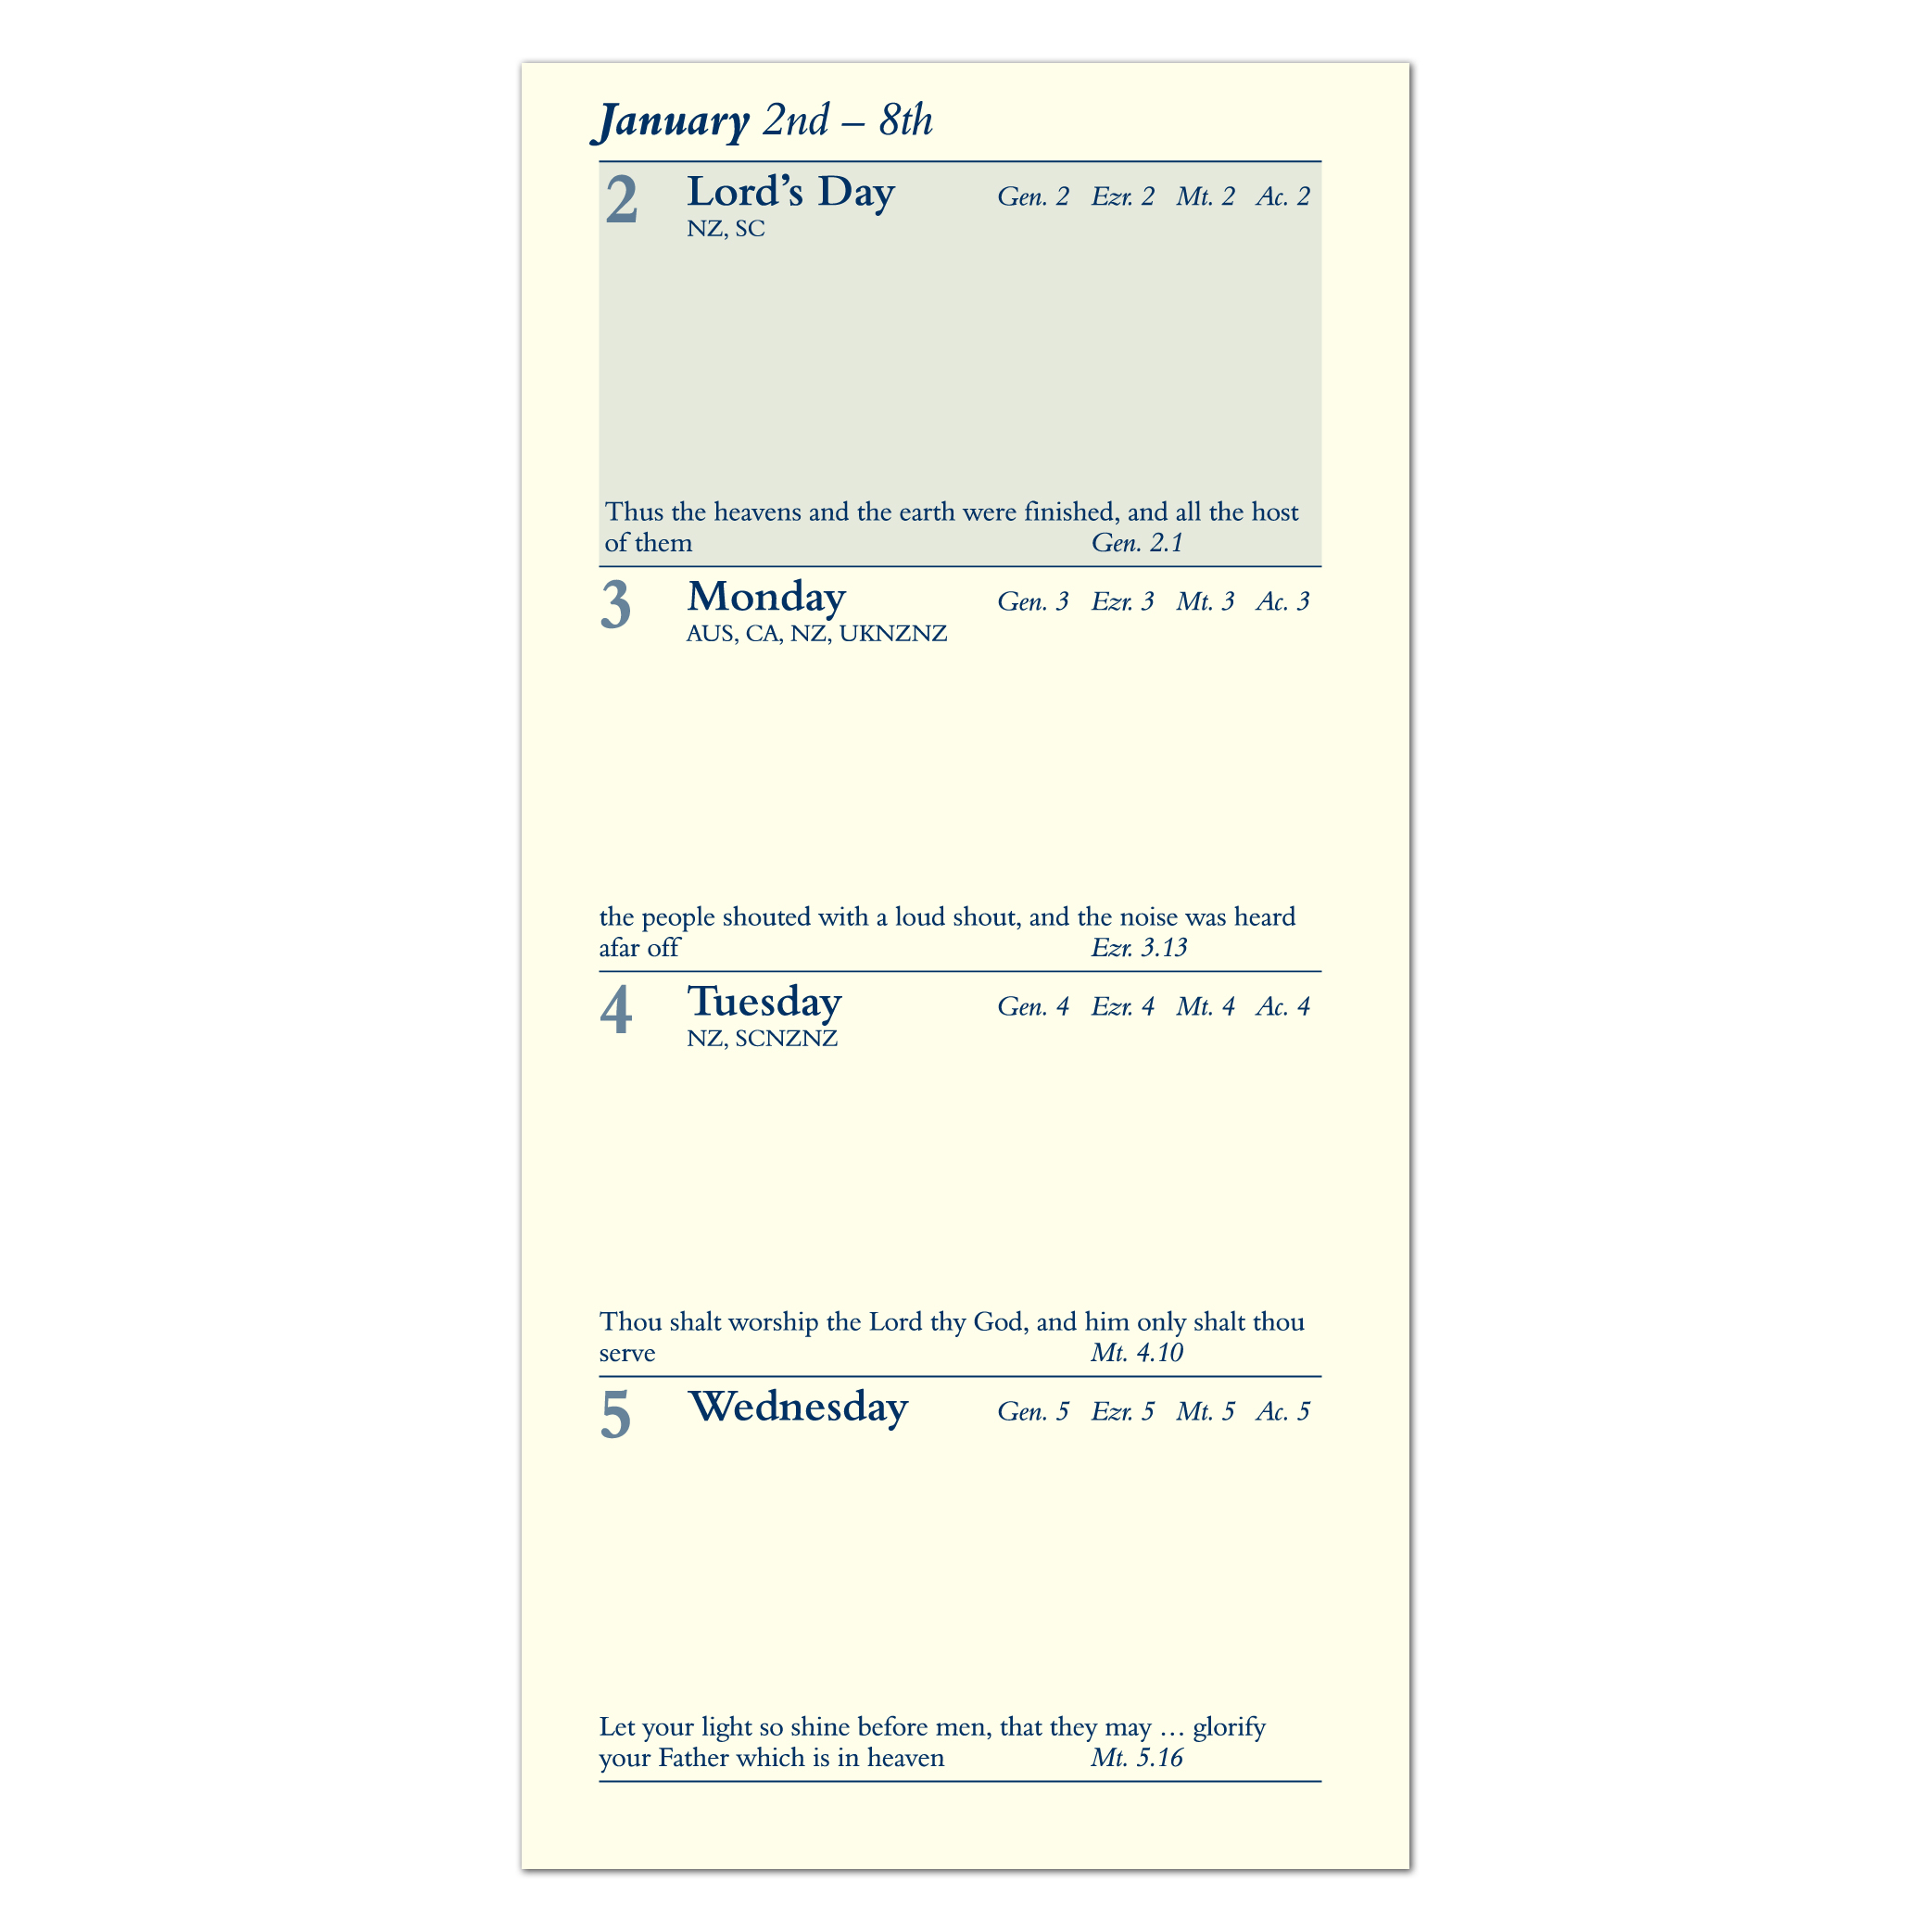 January 2nd – 8th
2 Lord’s Day Gen. 2 Ezr. 2 Mt. 2 Ac. 2
NZ, SC
Thus the heavens and the earth were finished, and all the host
of them Gen. 2.1
3 Monday Gen. 3 Ezr. 3 Mt. 3 Ac. 3
AUS, CA, NZ, UKNZNZ
the people shouted with a loud shout, and the noise was heard
afar off Ezr. 3.13
4 Tuesday Gen. 4 Ezr. 4 Mt. 4 Ac. 4
NZ, SCNZNZ
Thou shalt worship the Lord thy God, and him only shalt thou
serve Mt. 4.10
5 Wednesday Gen. 5 Ezr. 5 Mt. 5 Ac. 5
Let your light so shine before men, that they may … glorify
your Father which is in heaven Mt. 5.16